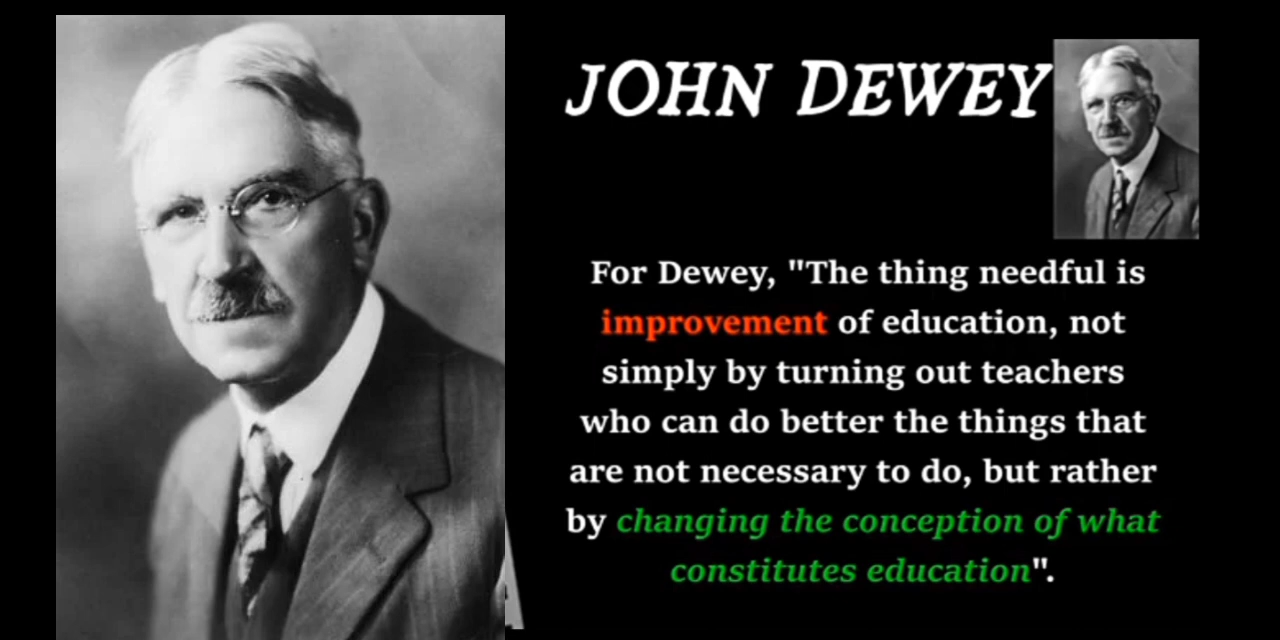 JOHN DEWEY
For Dewey, "The thing needful is
improvement of education, not
simply by turning out teachers
who can do better the things that
are not necessary to do, but rather
by changing the conception of what
constitutes education".